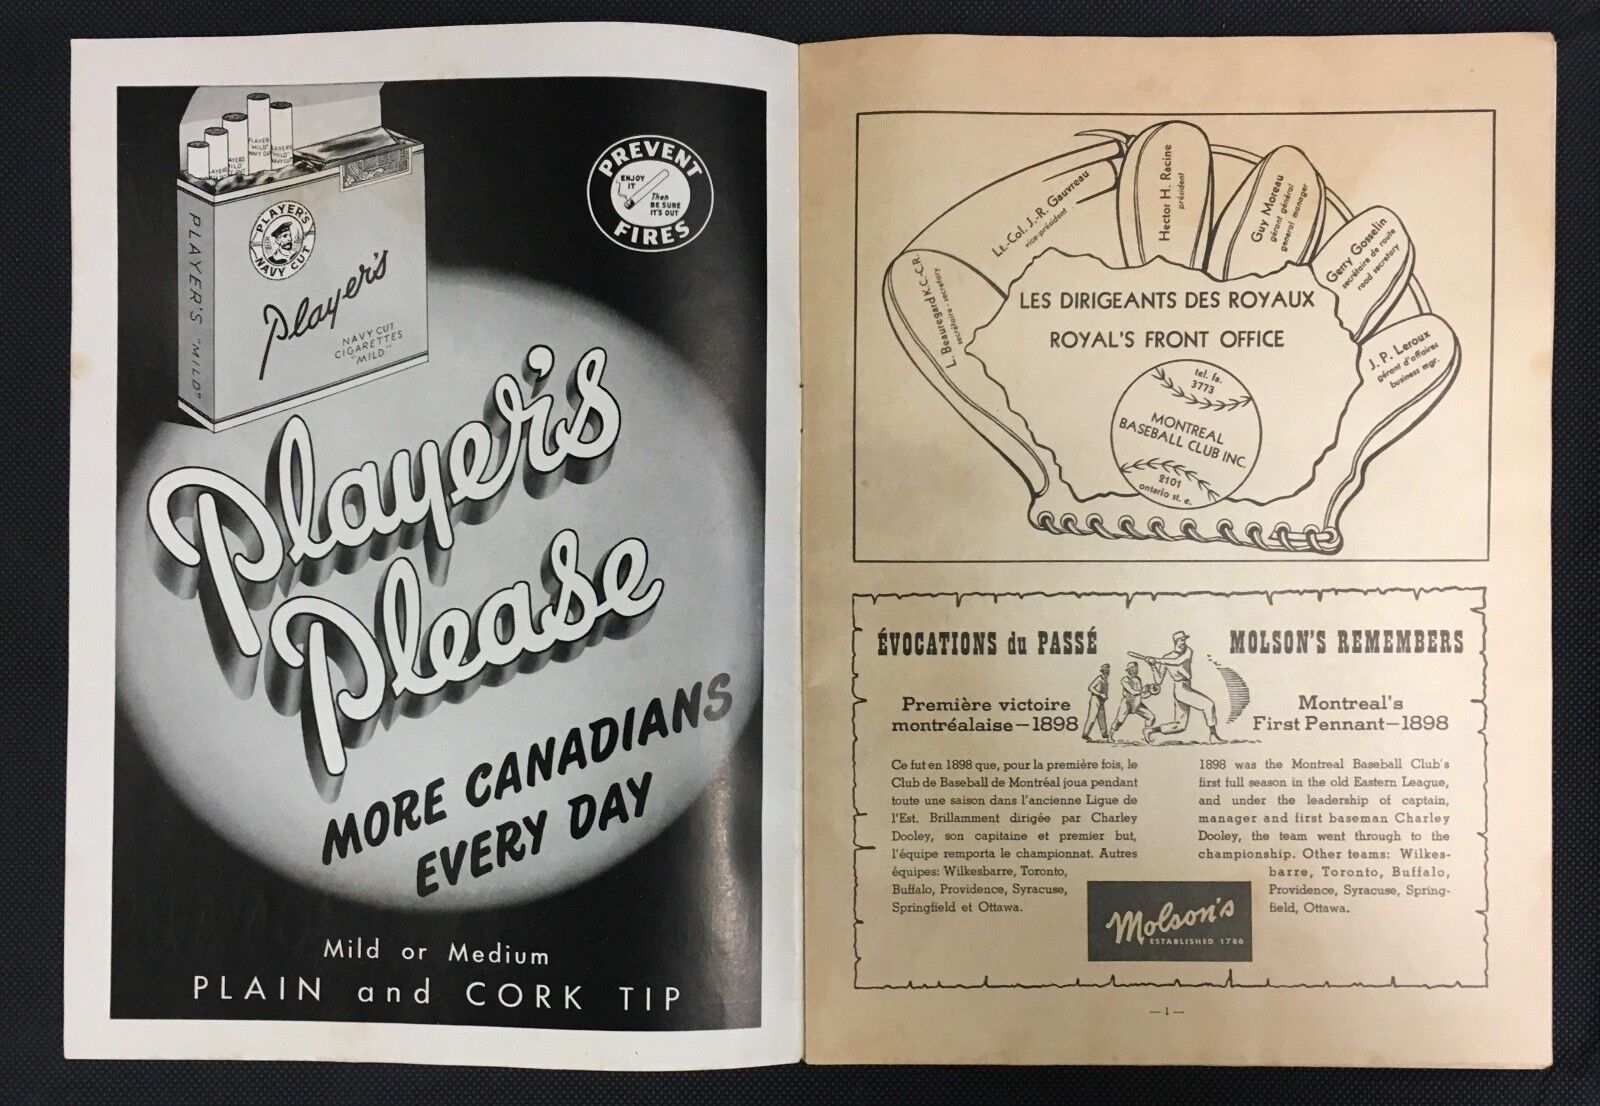 PLAYER'S
MILD
NAVY CUT
PLAYER'S
NAVY CUT
PLAYER'S "MILD"
Player's
NAVY CUT
CIGARETTES
"MILD"
PREVENT
ENJOY
IT
Then
BE SURE
IT'S OUT
FIRES
Player's
Please
MORE CANADIANS
EVERY DAY
Mild or Medium
PLAIN and CORK TIP
L. Beauregard K.C.-C.R.
secrétaire - secretary
Lt.-Col. J.-R. Gauvreau
vice-président
Hector H. Racine
président
Guy Moreau
gérant général
general manager
Gerry Gosselin
secrétaire de route
road secretary
J. P. Leroux
gérant d'affaires
business mgr.
LES DIRIGEANTS DES ROYAUX
ROYAL'S FRONT OFFICE
tel. fa.
3773
MONTREAL
BASEBALL CLUB INC.
2101
ontario st. e.
ÉVOCATIONS du PASSÉ
Première victoire
montréalaise—1898
Ce fut en 1898 que, pour la première fois, le
Club de Baseball de Montréal joua pendant
toute une saison dans l'ancienne Ligue de
l'Est. Brillamment dirigée par Charley
Dooley, son capitaine et premier but,
l'équipe remporta le championnat. Autres
équipes: Wilkesbarre, Toronto,
Buffalo, Providence, Syracuse,
Springfield et Ottawa.
MOLSON'S REMEMBERS
Montreal's
First Pennant—1898
1898 was the Montreal Baseball Club's
first full season in the old Eastern League,
and under the leadership of captain,
manager and first baseman Charley
Dooley, the team went through to the
championship. Other teams: Wilkes-
barre, Toronto, Buffalo,
Providence, Syracuse, Spring-
field, Ottawa.
Molson's
ESTABLISHED 1786
— 1 —